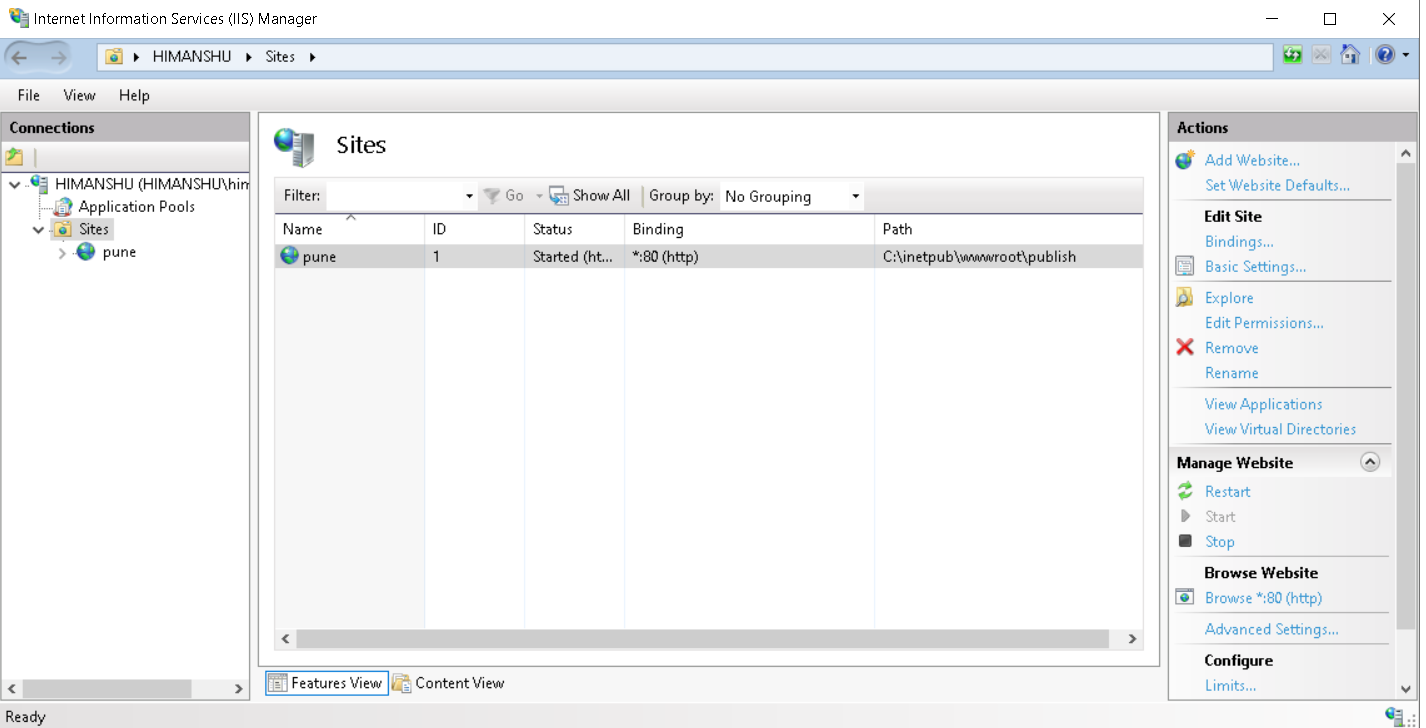 Internet Information Services (IIS) Manager
HIMANSHU Sites
File View Help
Connections
HIMANSHU (HIMANSHU\him
Application Pools
Sites
pune
Sites
Filter: Go Show All Group by: No Grouping
Name ID Status Binding Path
pune 1 Started (ht... *:80 (http) C:\inetpub\wwwroot\publish
Features View Content View
Actions
Add Website...
Set Website Defaults...
Edit Site
Bindings...
Basic Settings...
Explore
Edit Permissions...
Remove
Rename
View Applications
View Virtual Directories
Manage Website
Restart
Start
Stop
Browse Website
Browse *:80 (http)
Advanced Settings...
Configure
Limits...
Ready